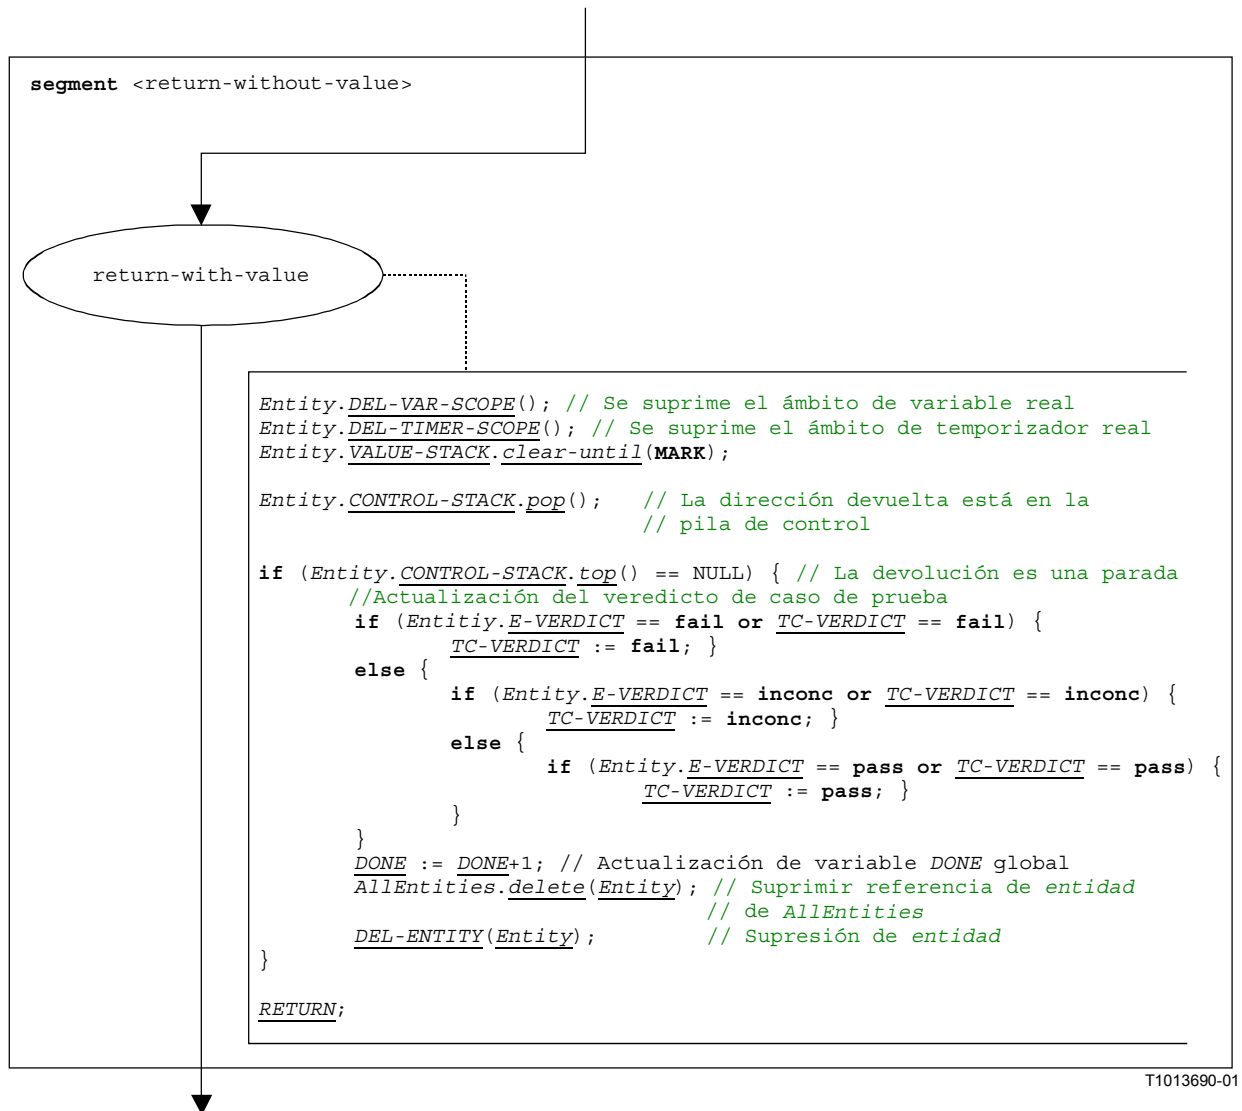 segment <return-without-value>
return-with-value
Entity.DEL-VAR-SCOPE(); // Se suprime el ámbito de variable real
Entity.DEL-TIMER-SCOPE(); // Se suprime el ámbito de temporizador real
Entity.VALUE-STACK.clear-until(MARK);
Entity.CONTROL-STACK.pop(); // La dirección devuelta está en la
// pila de control
if (Entity.CONTROL-STACK.top() == NULL) { // La devolución es una parada
//Actualización del veredicto de caso de prueba
if (Entitiy.E-VERDICT == fail or TC-VERDICT == fail) {
TC-VERDICT := fail; }
else {
if (Entity.E-VERDICT == inconc or TC-VERDICT == inconc) {
TC-VERDICT := inconc; }
else {
if (Entity.E-VERDICT == pass or TC-VERDICT == pass) {
TC-VERDICT := pass; }
}
}
DONE := DONE+1; // Actualización de variable DONE global
AllEntities.delete(Entity); // Suprimir referencia de entidad
// de AllEntities
DEL-ENTITY(Entity); // Supresión de entidad
}
RETURN;
T1013690-01